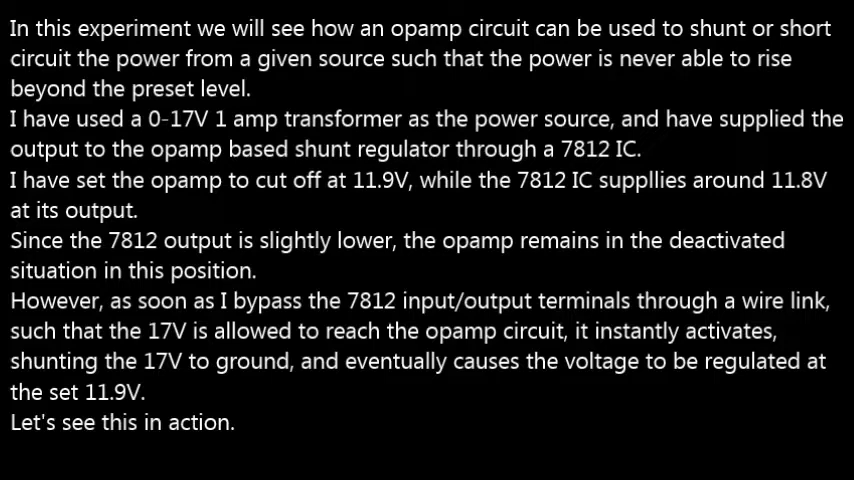 In this experiment we will see how an opamp circuit can be used to shunt or short
circuit the power from a given source such that the power is never able to rise
beyond the preset level.
I have used a 0-17V 1 amp transformer as the power source, and have supplied the
output to the opamp based shunt regulator through a 7812 IC.
I have set the opamp to cut off at 11.9V, while the 7812 IC suppllies around 11.8V
at its output.
Since the 7812 output is slightly lower, the opamp remains in the deactivated
situation in this position.
However, as soon as I bypass the 7812 input/output terminals through a wire link,
such that the 17V is allowed to reach the opamp circuit, it instantly activates,
shunting the 17V to ground, and eventually causes the voltage to be regulated at
the set 11.9V.
Let's see this in action.